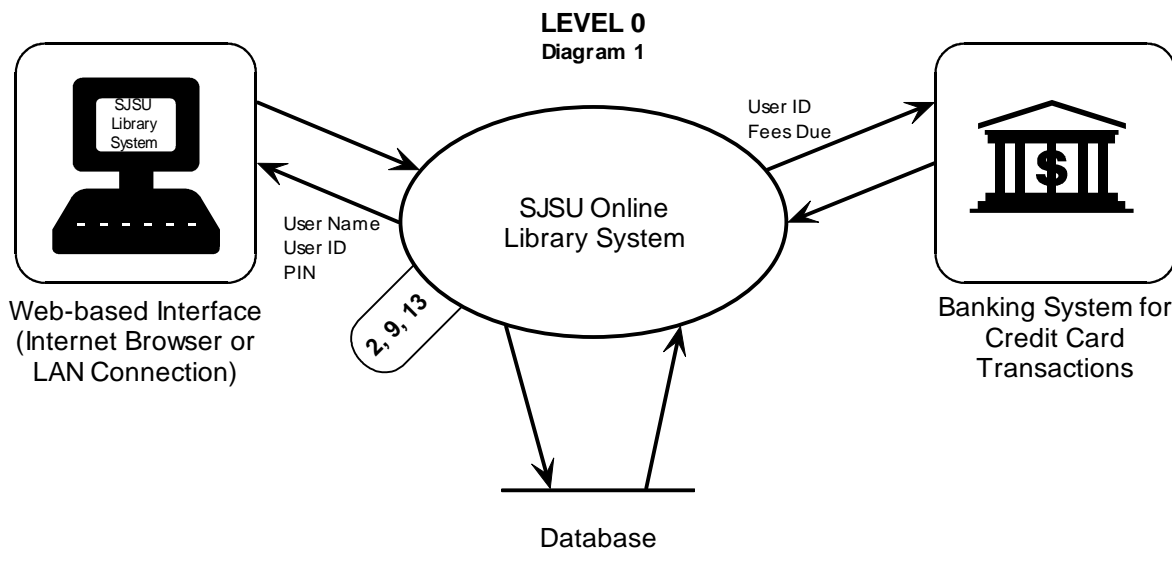 LEVEL 0
Diagram 1
SJSU
Library
System
User ID
Fees Due
$
SJSU Online
Library System
User Name
User ID
PIN
2, 9, 13
Web-based Interface
(Internet Browser or
LAN Connection)
Banking System for
Credit Card
Transactions
Database